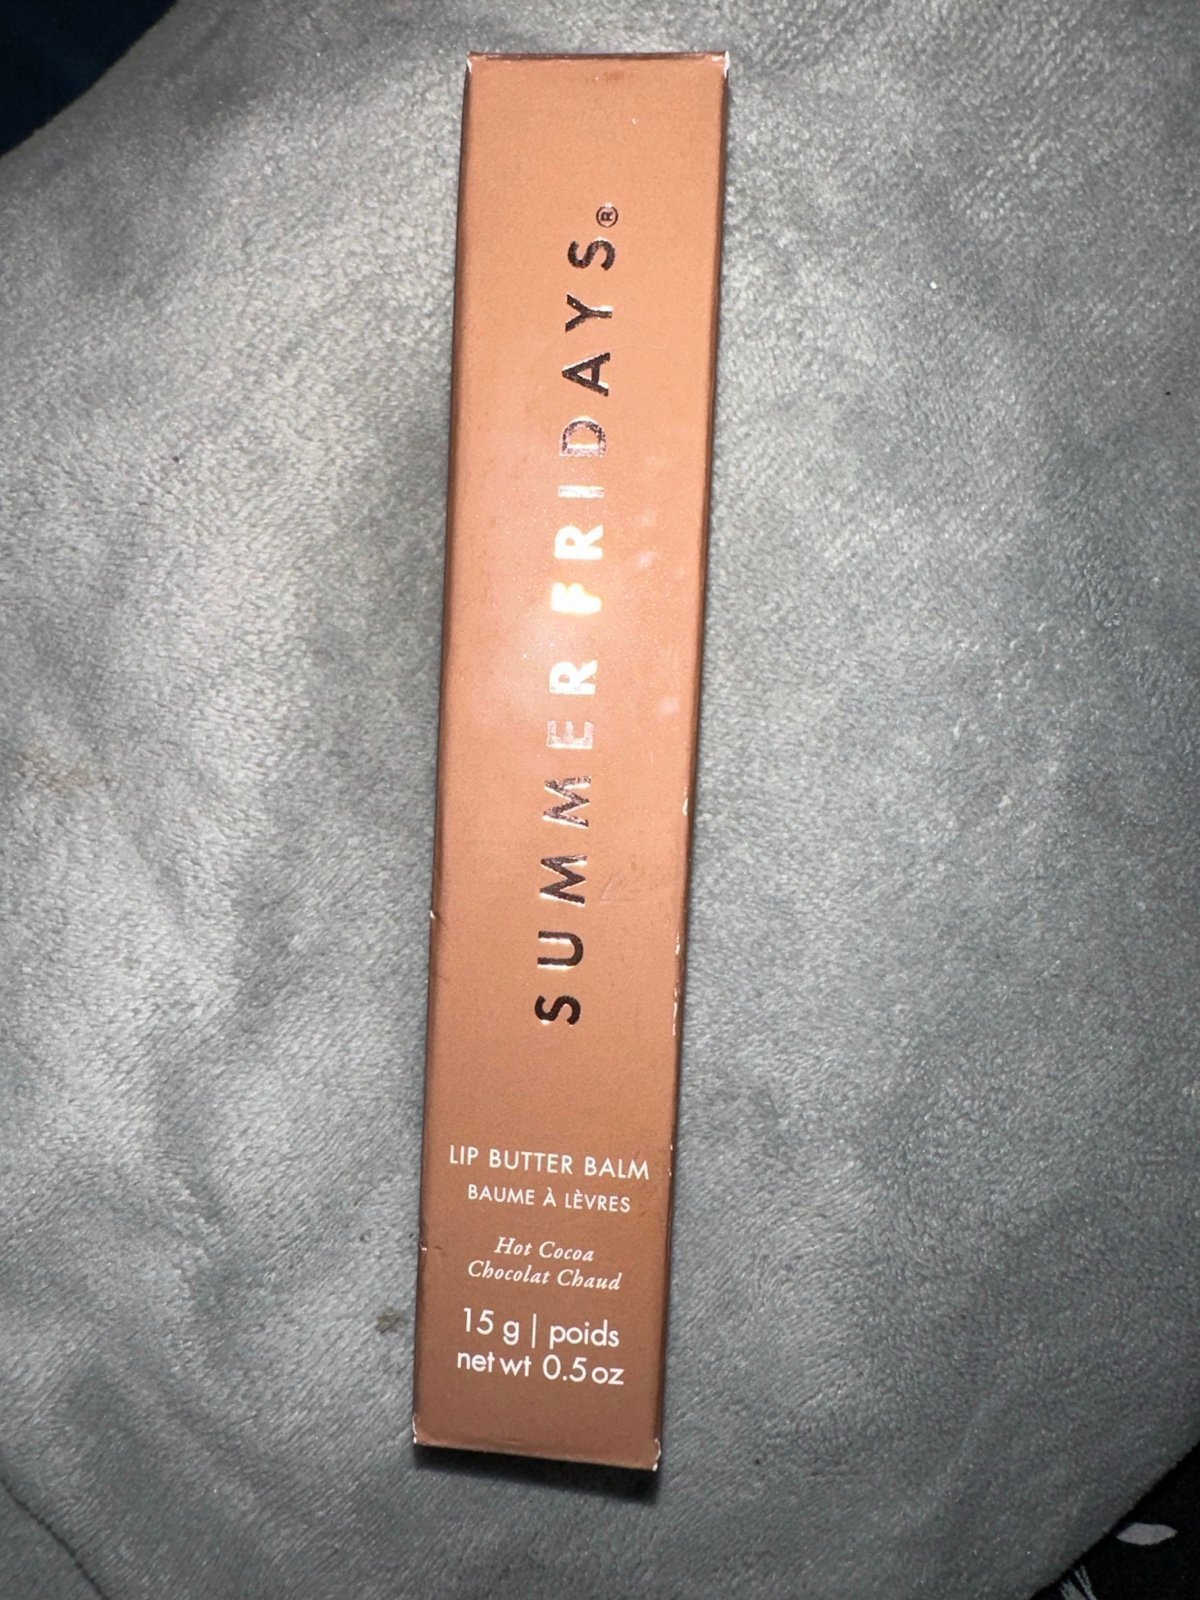 SUMMER FRIDAYS®
LIP BUTTER BALM
BAUME À LÈVRES
Hot Cocoa
Chocolat Chaud
15 g | poids
net wt 0.5 oz